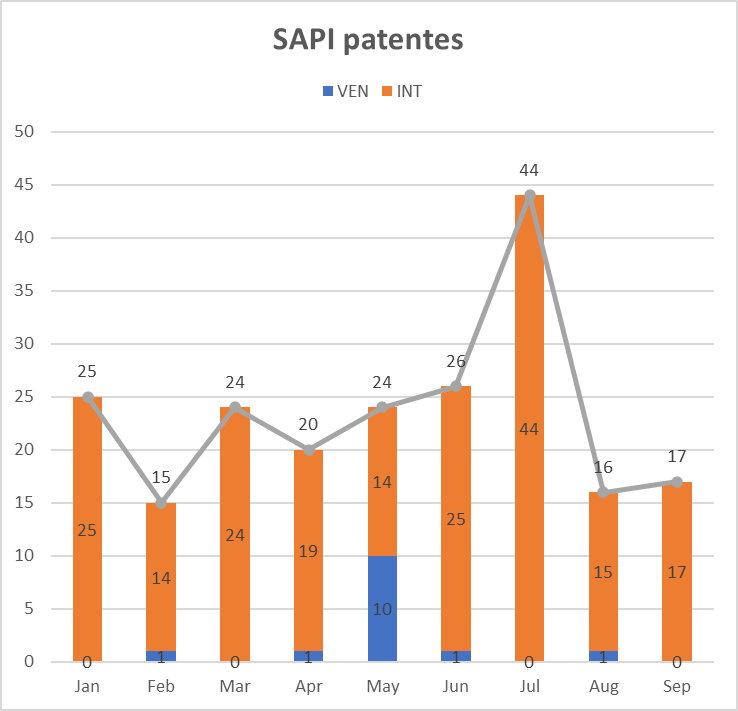 SAPI patentes
VEN INT
50
45
40
35
30
25
20
15
10
5
0
25 15 24 20 24 26 44 16 17
25 14 24 19 14 25 44 15 17
0 1 0 1 10 1 0 1 0
Jan Feb Mar Apr May Jun Jul Aug Sep